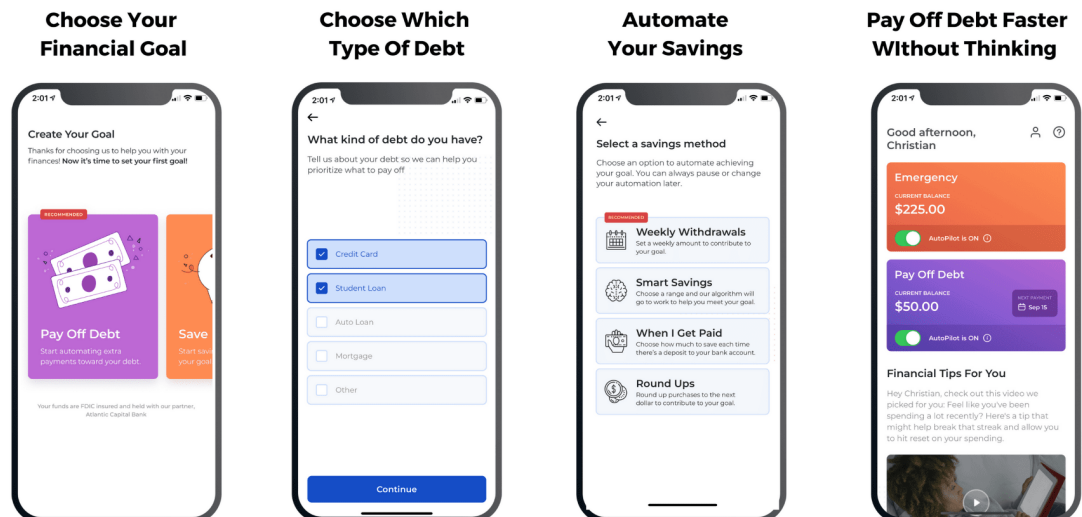 Choose Your
Financial Goal
2:01
Create Your Goal
Thanks for choosing us to help you with your
finances! Now it's time to set your first goal!
RECOMMENDED
Pay Off Debt
Start automating extra
payments toward your debt.
Save
Start savi
your goal
Your funds are FDIC insured and held with our partner,
Atlantic Capital Bank
Choose Which
Type Of Debt
2:01
What kind of debt do you have?
Tell us about your debt so we can help you
prioritize what to pay off
Credit Card
Student Loan
Auto Loan
Mortgage
Other
Continue
Automate
Your Savings
2:01
Select a savings method
Choose an option to automate achieving
your goal. You can always pause or change
your automation later.
RECOMMENDED
Weekly Withdrawals
Set a weekly amount to contribute to
your goal.
Smart Savings
Choose a range and our algorithm will
go to work to help you meet your goal.
When I Get Paid
Choose how much to save each time
there's a deposit to your bank account.
Round Ups
Round up purchases to the next
dollar to contribute to your goal.
Pay Off Debt Faster
WIthout Thinking
2:01
Good afternoon,
Christian
Emergency
CURRENT BALANCE
$225.00
AutoPilot is ON
Pay Off Debt
CURRENT BALANCE
$50.00
NEXT PAYMENT
Sep 15
AutoPilot is ON
Financial Tips For You
Hey Christian, check out this video we
picked for you: Feel like you've been
spending a lot recently? Here's a tip that
might help break that streak and allow you
to hit reset on your spending.